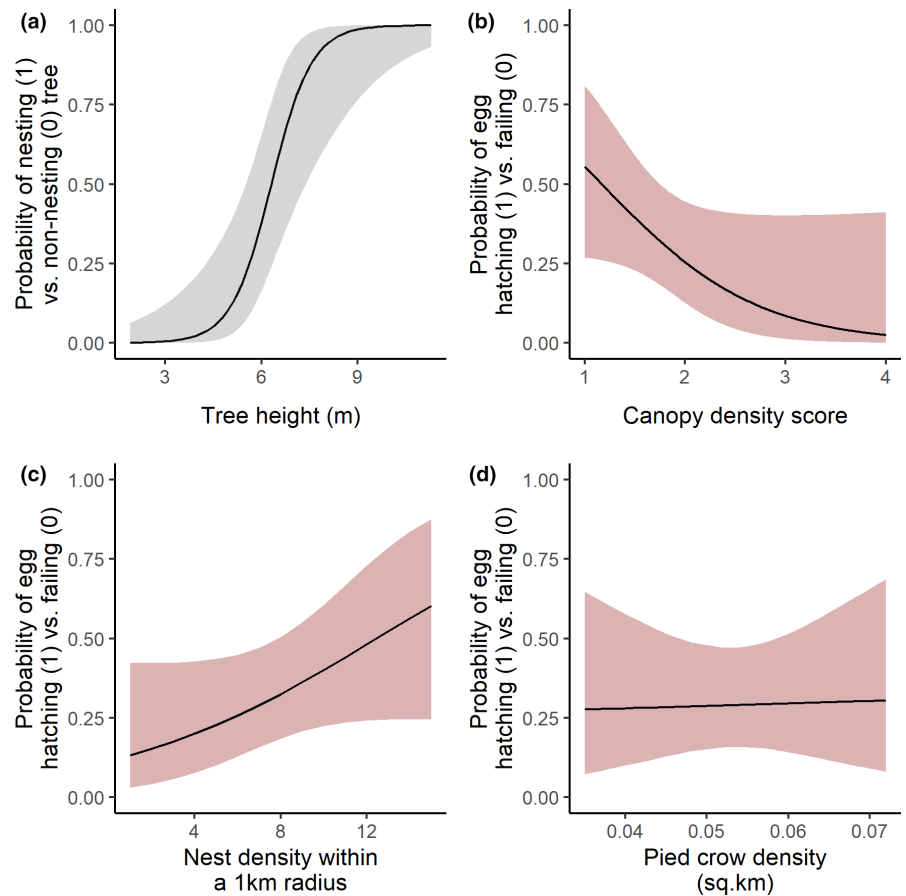 (a)
Probability of nesting (1)
vs. non-nesting (0) tree
1.00
0.75
0.50
0.25
0.00
3 6 9
Tree height (m)
(b)
Probability of egg
hatching (1) vs. failing (0)
1.00
0.75
0.50
0.25
0.00
1 2 3 4
Canopy density score
(c)
Probability of egg
hatching (1) vs. failing (0)
1.00
0.75
0.50
0.25
0.00
4 8 12
Nest density within
a 1km radius
(d)
Probability of egg
hatching (1) vs. failing (0)
1.00
0.75
0.50
0.25
0.00
0.04 0.05 0.06 0.07
Pied crow density
(sq.km)